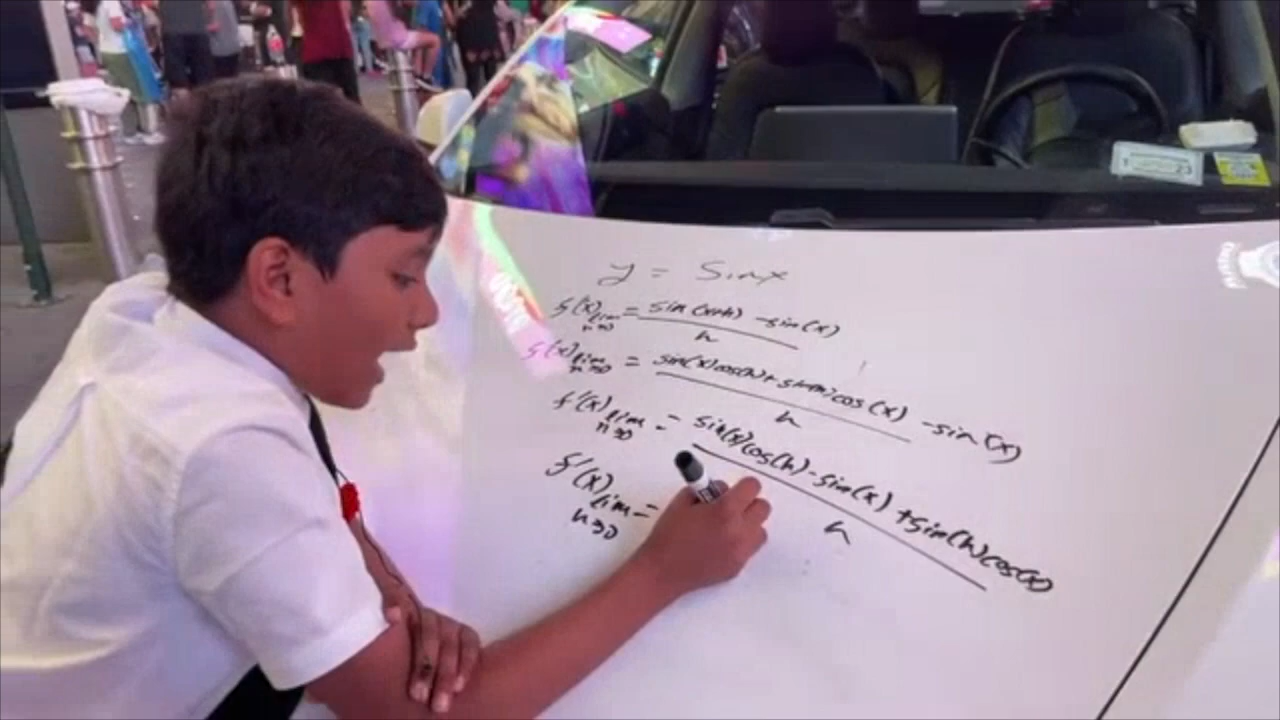 y = Sinx
f'(x) lim h→0 = sin(x+h) - sin(x) / h
f'(x) lim h→0 = sin(x)cos(h) + sin(h)cos(x) - sin(x) / h
f'(x) lim h→0 = sin(x)cos(h) - sin(x) + sin(h)cos(x) / h
f'(x) lim h→0 =
23